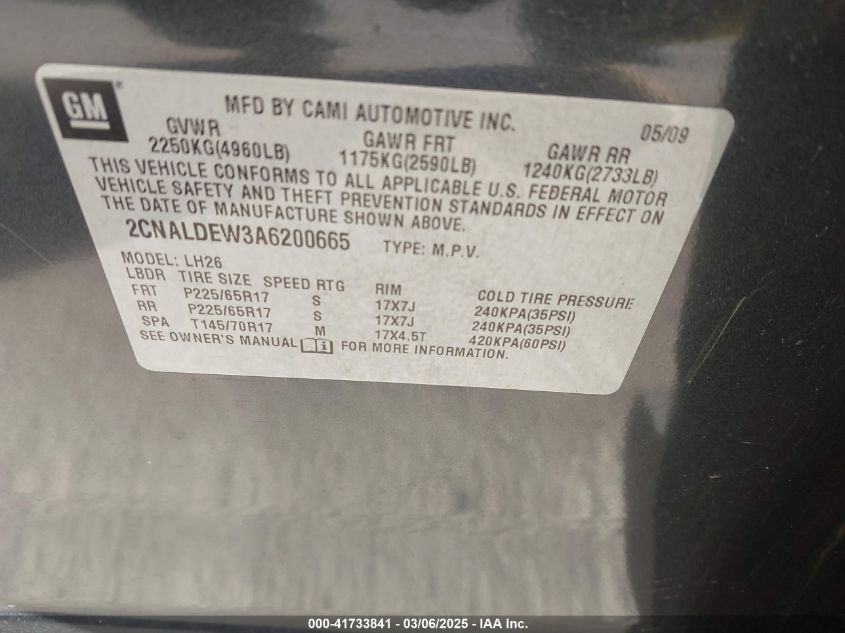 GM®
MFD BY CAMI AUTOMOTIVE INC. 05/09
GVWR GAWR FRT GAWR RR
2250KG(4960LB) 1175KG(2590LB) 1240KG(2733LB)
THIS VEHICLE CONFORMS TO ALL APPLICABLE U.S. FEDERAL MOTOR
VEHICLE SAFETY AND THEFT PREVENTION STANDARDS IN EFFECT ON
THE DATE OF MANUFACTURE SHOWN ABOVE.
2CNALDEW3A6200665 TYPE: M.P.V.
MODEL: LH26
LBDR TIRE SIZE SPEED RTG RIM COLD TIRE PRESSURE
FRT P225/65R17 S 17X7J 240KPA(35PSI)
RR P225/65R17 S 17X7J 240KPA(35PSI)
SPA T145/70R17 M 17X4.5T 420KPA(60PSI)
SEE OWNER'S MANUAL i FOR MORE INFORMATION.
000-41733841 - 03/06/2025 - IAA Inc.